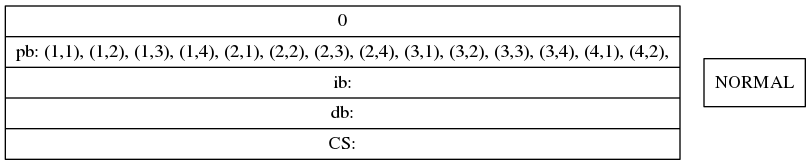 0
pb: (1,1), (1,2), (1,3), (1,4), (2,1), (2,2), (2,3), (2,4), (3,1), (3,2), (3,3), (3,4), (4,1), (4,2),
ib:
db:
CS:
NORMAL